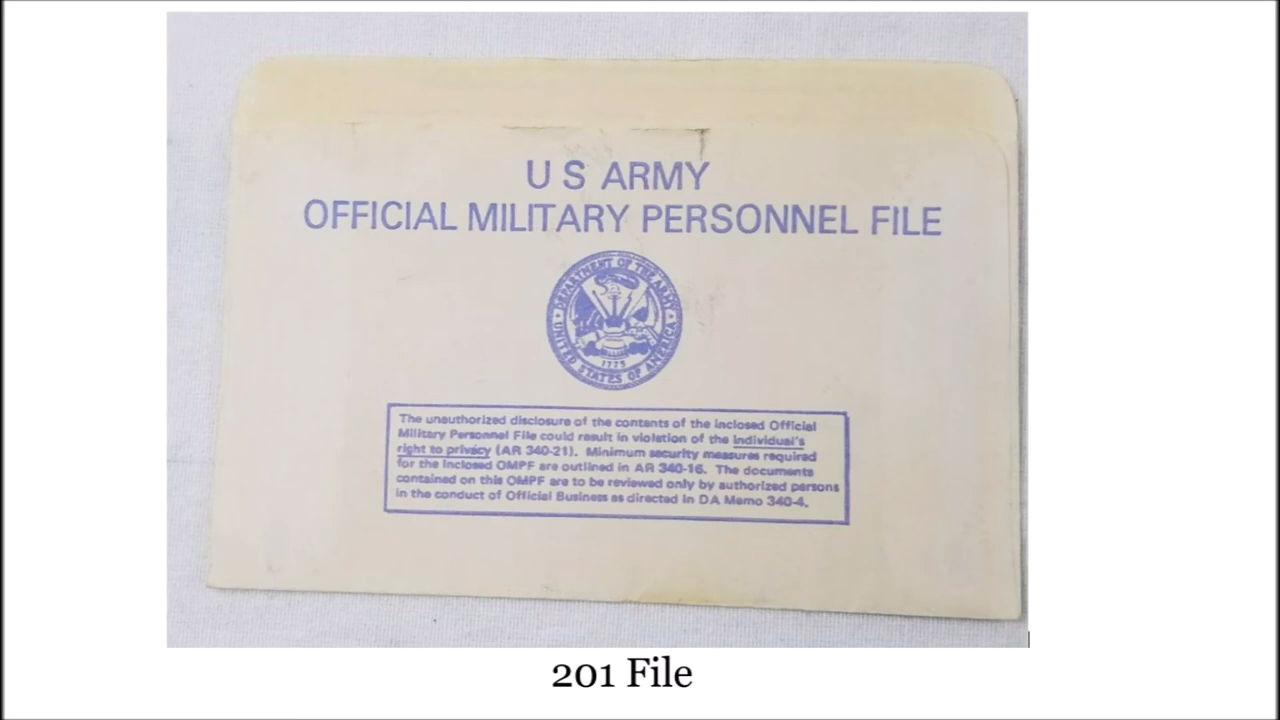 U S ARMY
OFFICIAL MILITARY PERSONNEL FILE
DEPARTMENT OF THE ARMY
UNITED STATES OF AMERICA
1775
The unauthorized disclosure of the contents of the inclosed Official
Military Personnel File could result in violation of the individual's
right to privacy (AR 340-21). Minimum security measures required
for the inclosed OMPF are outlined in AR 340-16. The documents
contained on this OMPF are to be reviewed only by authorized persons
in the conduct of Official Business as directed in DA Memo 340-4.
201 File